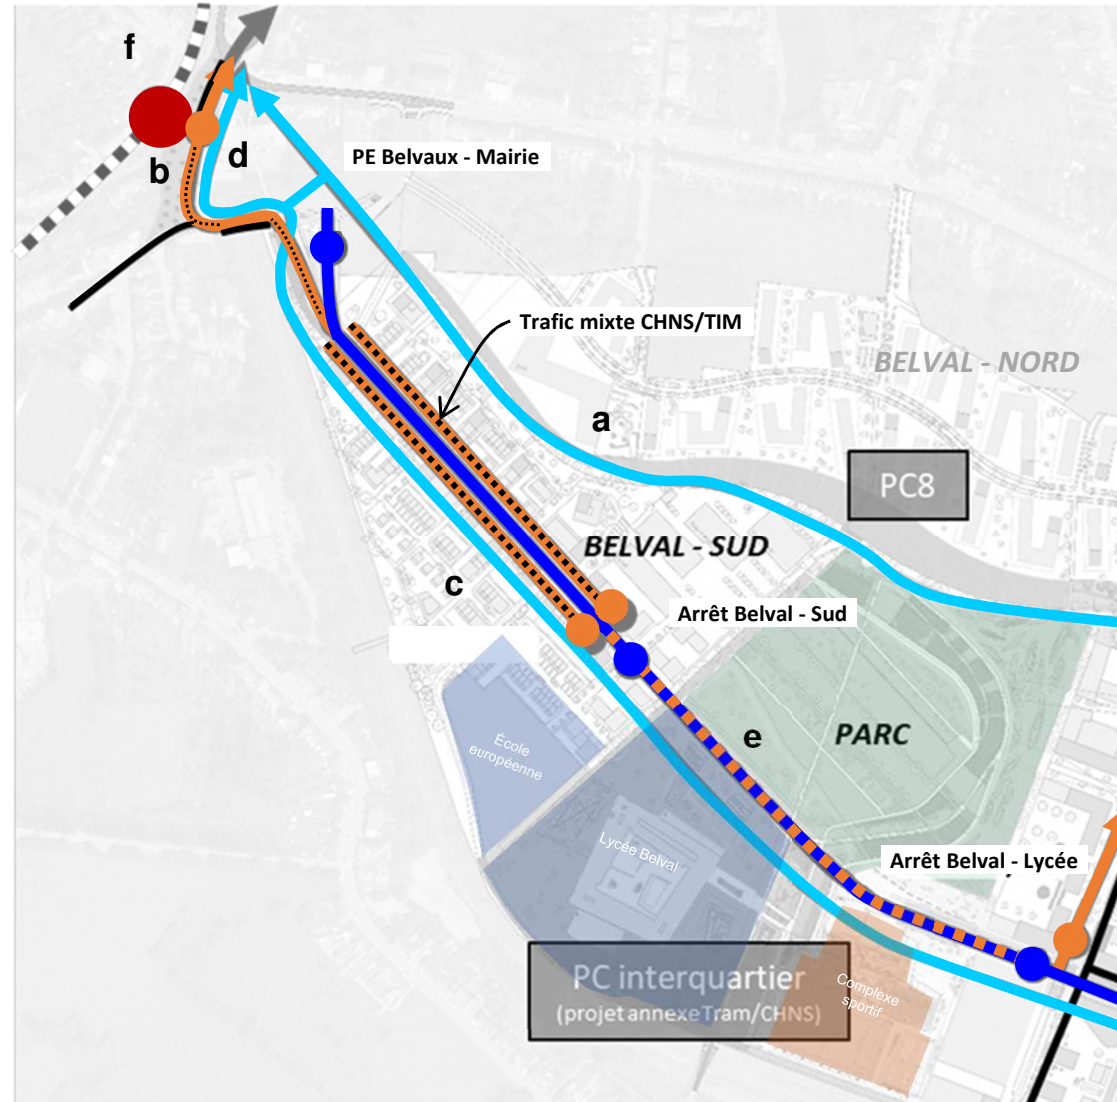 f
b
d
PE Belvaux - Mairie
Trafic mixte CHNS/TIM
BELVAL - NORD
a
PC8
BELVAL - SUD
c
Arrêt Belval - Sud
École
européenne
e
PARC
Lycée Belval
Arrêt Belval - Lycée
PC interquartier
(projet annexe Tram/CHNS)
Complexe
sportif